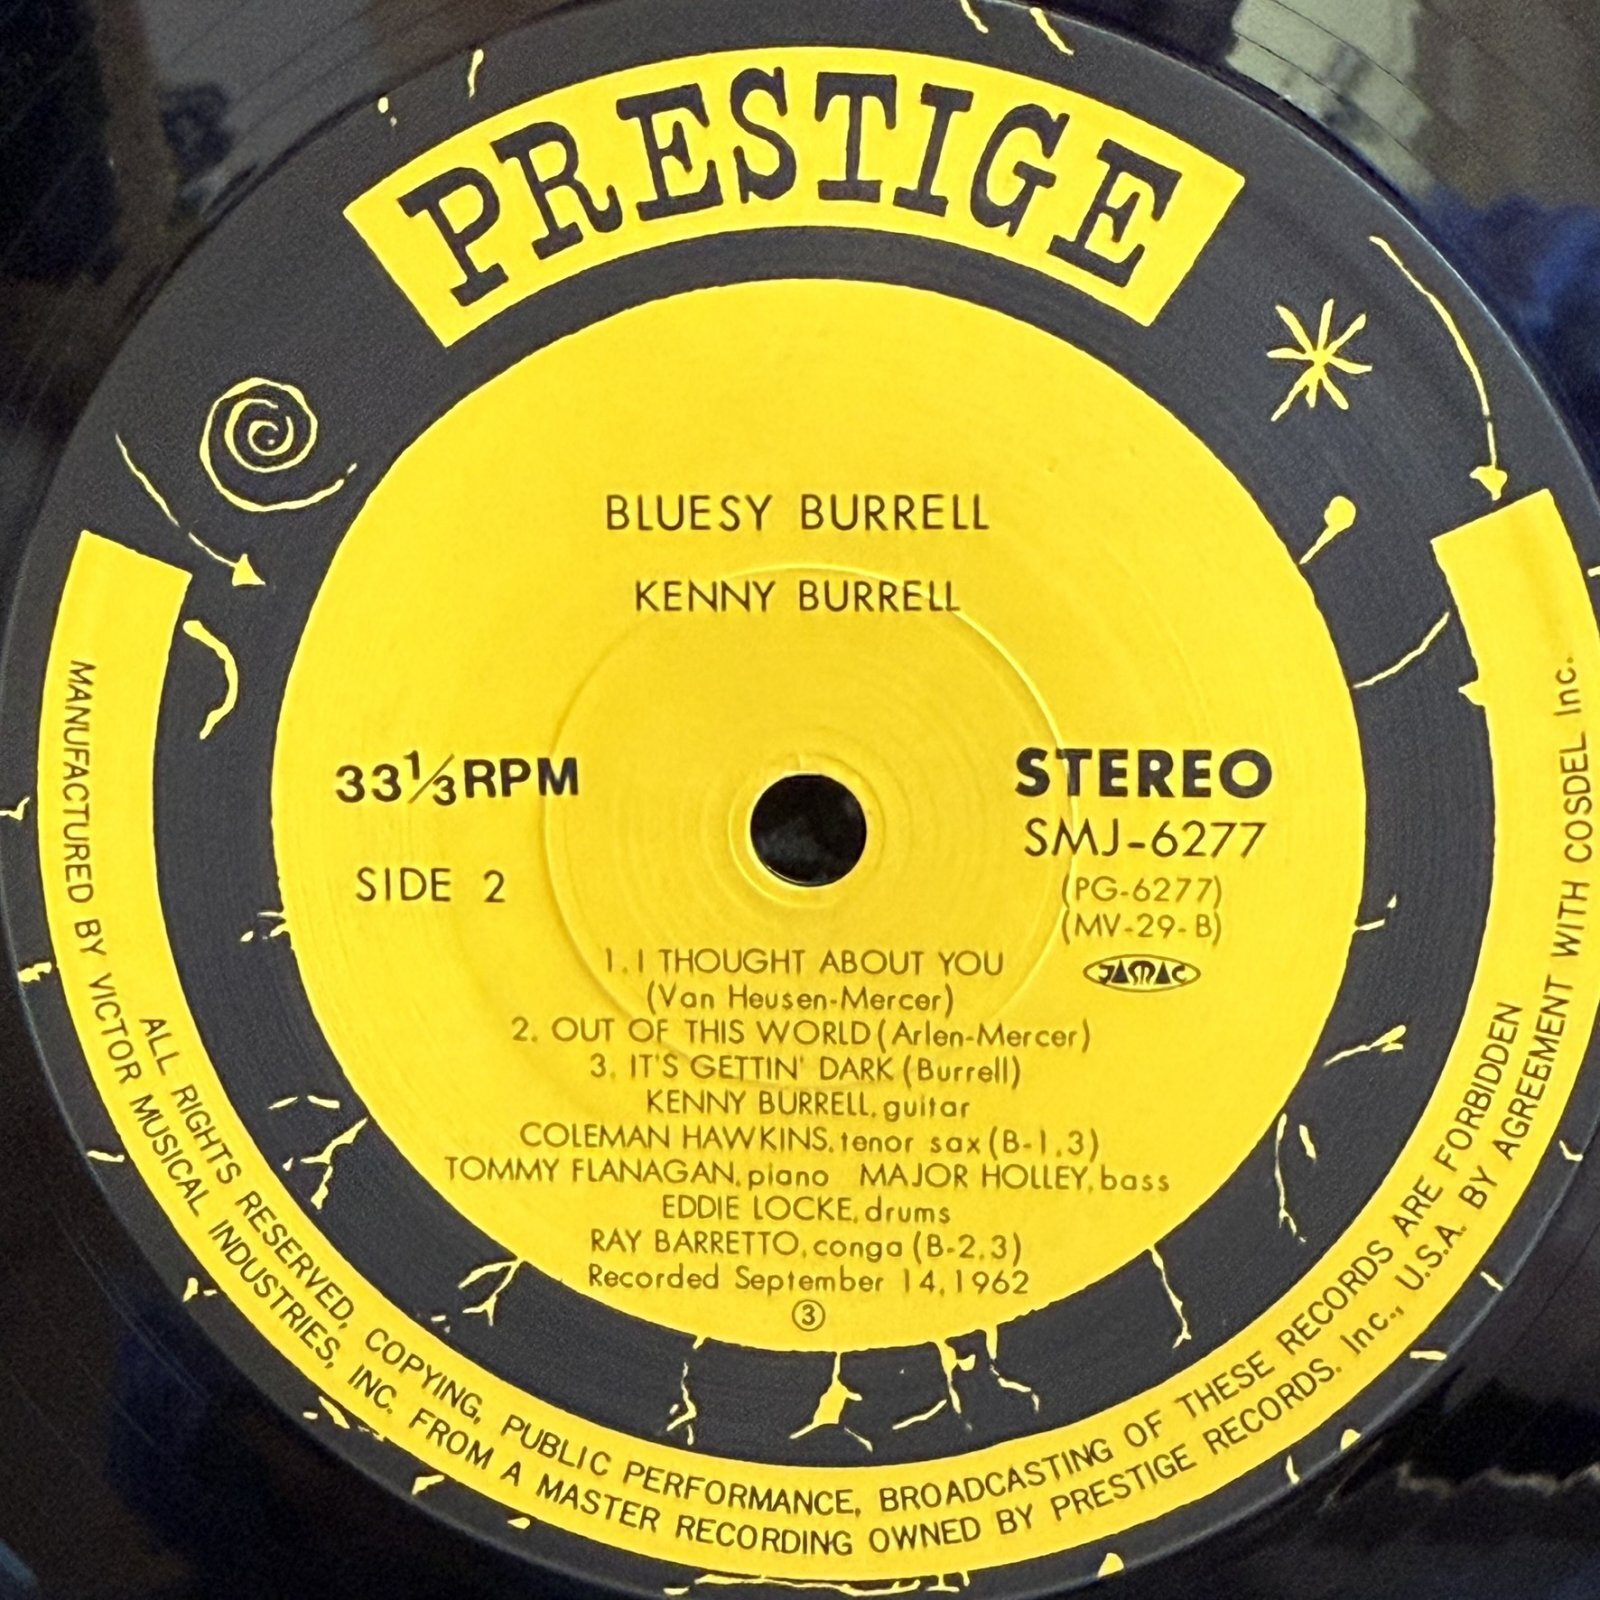 PRESTIGE
BLUESY BURRELL
KENNY BURRELL
33⅓RPM
SIDE 2
STEREO
SMJ-6277
(PG-6277)
(MV-29-B)
JASRAC
1. I THOUGHT ABOUT YOU
(Van Heusen-Mercer)
2. OUT OF THIS WORLD (Arlen-Mercer)
3. IT'S GETTIN' DARK (Burrell)
KENNY BURRELL, guitar
COLEMAN HAWKINS, tenor sax (B-1,3)
TOMMY FLANAGAN, piano MAJOR HOLLEY, bass
EDDIE LOCKE, drums
RAY BARRETTO, conga (B-2,3)
Recorded September 14, 1962
③
ALL RIGHTS RESERVED, COPYING, PUBLIC PERFORMANCE, BROADCASTING OF THESE RECORDS ARE FORBIDDEN
MANUFACTURED BY VICTOR MUSICAL INDUSTRIES, INC. FROM A MASTER RECORDING OWNED BY PRESTIGE RECORDS. Inc., U.S.A. BY AGREEMENT WITH COSDEL Inc.